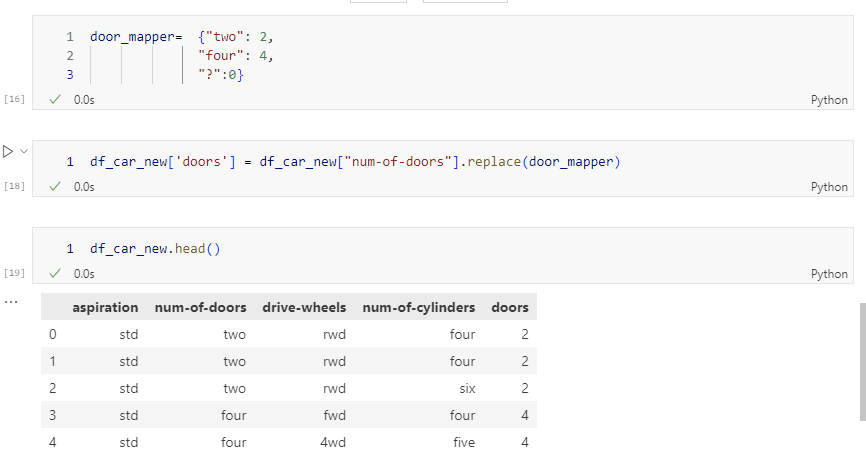 1 door_mapper=  {"two": 2,
2 "four": 4,
3 "?":0}
[16] 0.0s Python
1 df_car_new['doors'] = df_car_new["num-of-doors"].replace(door_mapper)
[18] 0.0s Python
1 df_car_new.head()
[19] 0.0s Python
...
aspiration num-of-doors drive-wheels num-of-cylinders doors
0 std two rwd four 2
1 std two rwd four 2
2 std two rwd six 2
3 std four fwd four 4
4 std four 4wd five 4